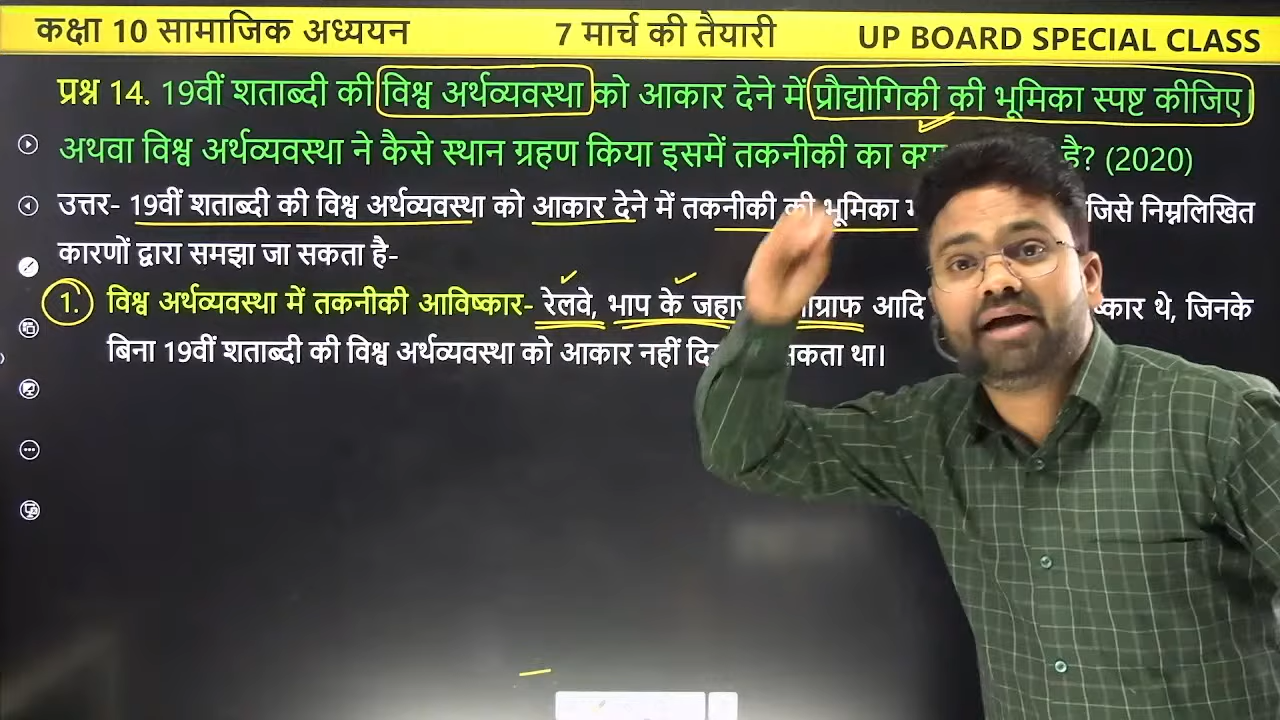 कक्षा 10 सामाजिक अध्ययन 7 मार्च की तैयारी UP BOARD SPECIAL CLASS
प्रश्न 14. 19वीं शताब्दी की विश्व अर्थव्यवस्था को आकार देने में प्रौद्योगिकी की भूमिका स्पष्ट कीजिए।
अथवा विश्व अर्थव्यवस्था ने कैसे स्थान ग्रहण किया इसमें तकनीकी का है? (2020)
उत्तर- 19वीं शताब्दी की विश्व अर्थव्यवस्था को आकार देने में तकनीकी की भूमिका जिसे निम्नलिखित
कारणों द्वारा समझा जा सकता है-
1. विश्व अर्थव्यवस्था में तकनीकी आविष्कार- रेलवे, भाप के आदि थे, जिनके
बिना 19वीं शताब्दी की विश्व अर्थव्यवस्था को आकार नहीं था।